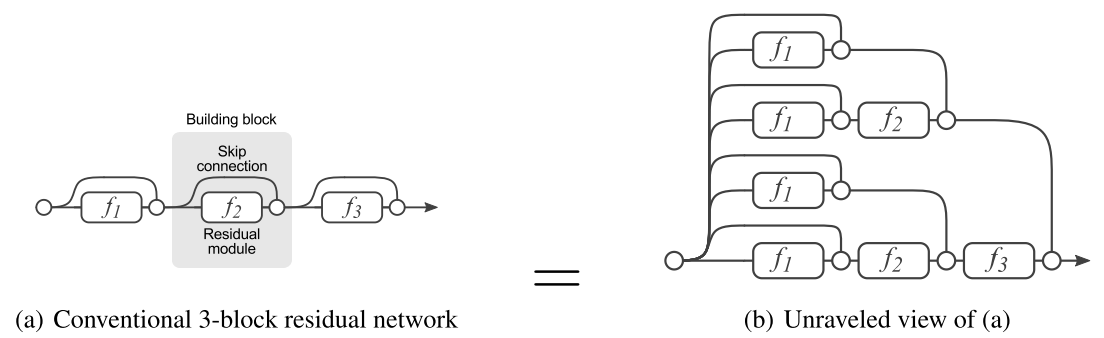 Building block
Skip
connection
f1
f2
f3
Residual
module
(a) Conventional 3-block residual network
=
f1
f1
f2
f1
f1
f2
f3
(b) Unraveled view of (a)